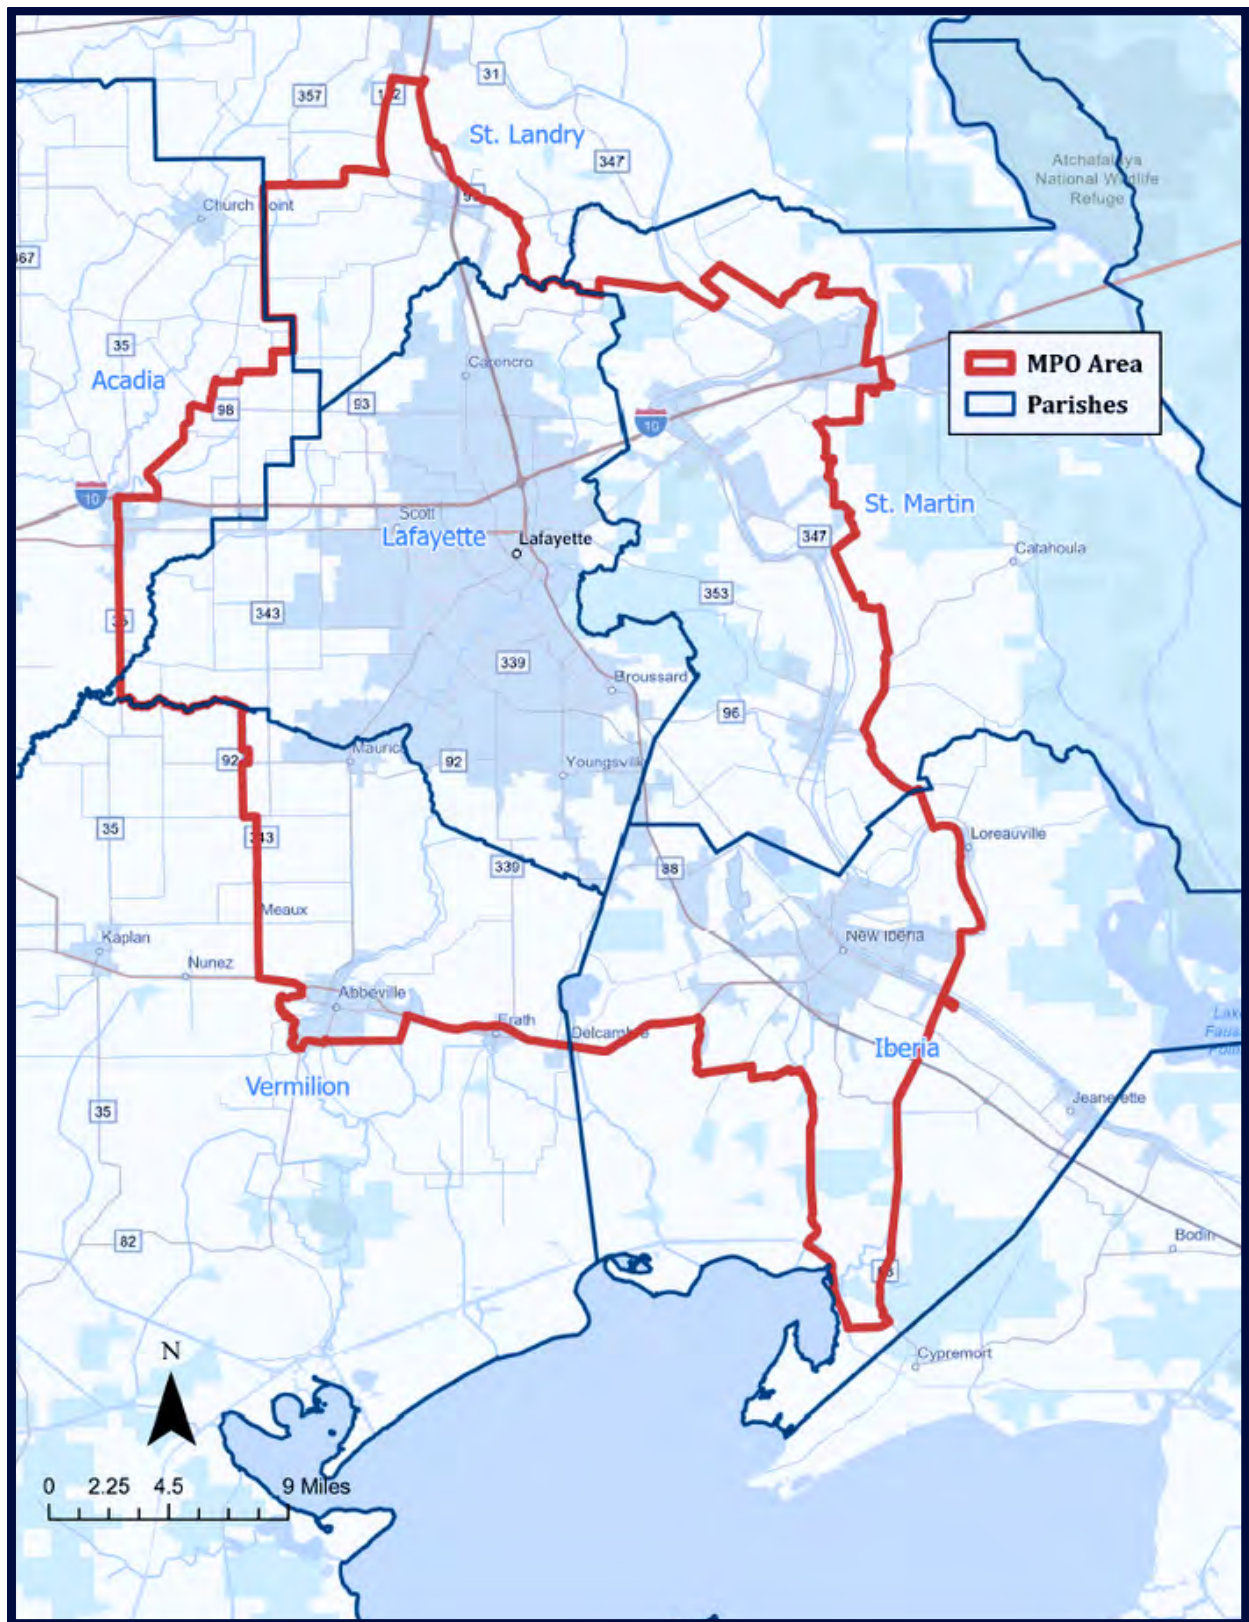 31
357
St. Landry
347
Atchafalaya
National Wildlife
Refuge
Church Point
35
Acadia
Carencro
MPO Area
Parishes
98
93
10
10
Scott
Lafayette
Lafayette
St. Martin
347
Catahoula
353
343
35
339
Broussard
96
92
Maurice
92
Youngsville
35
343
Loreauville
339
88
Meaux
Kaplan
New Iberia
Nunez
Abbeville
Erath
Delcambre
Iberia
Vermilion
35
Jeanerette
82
Bodin
N
Cypremort
0 2.25 4.5 9 Miles